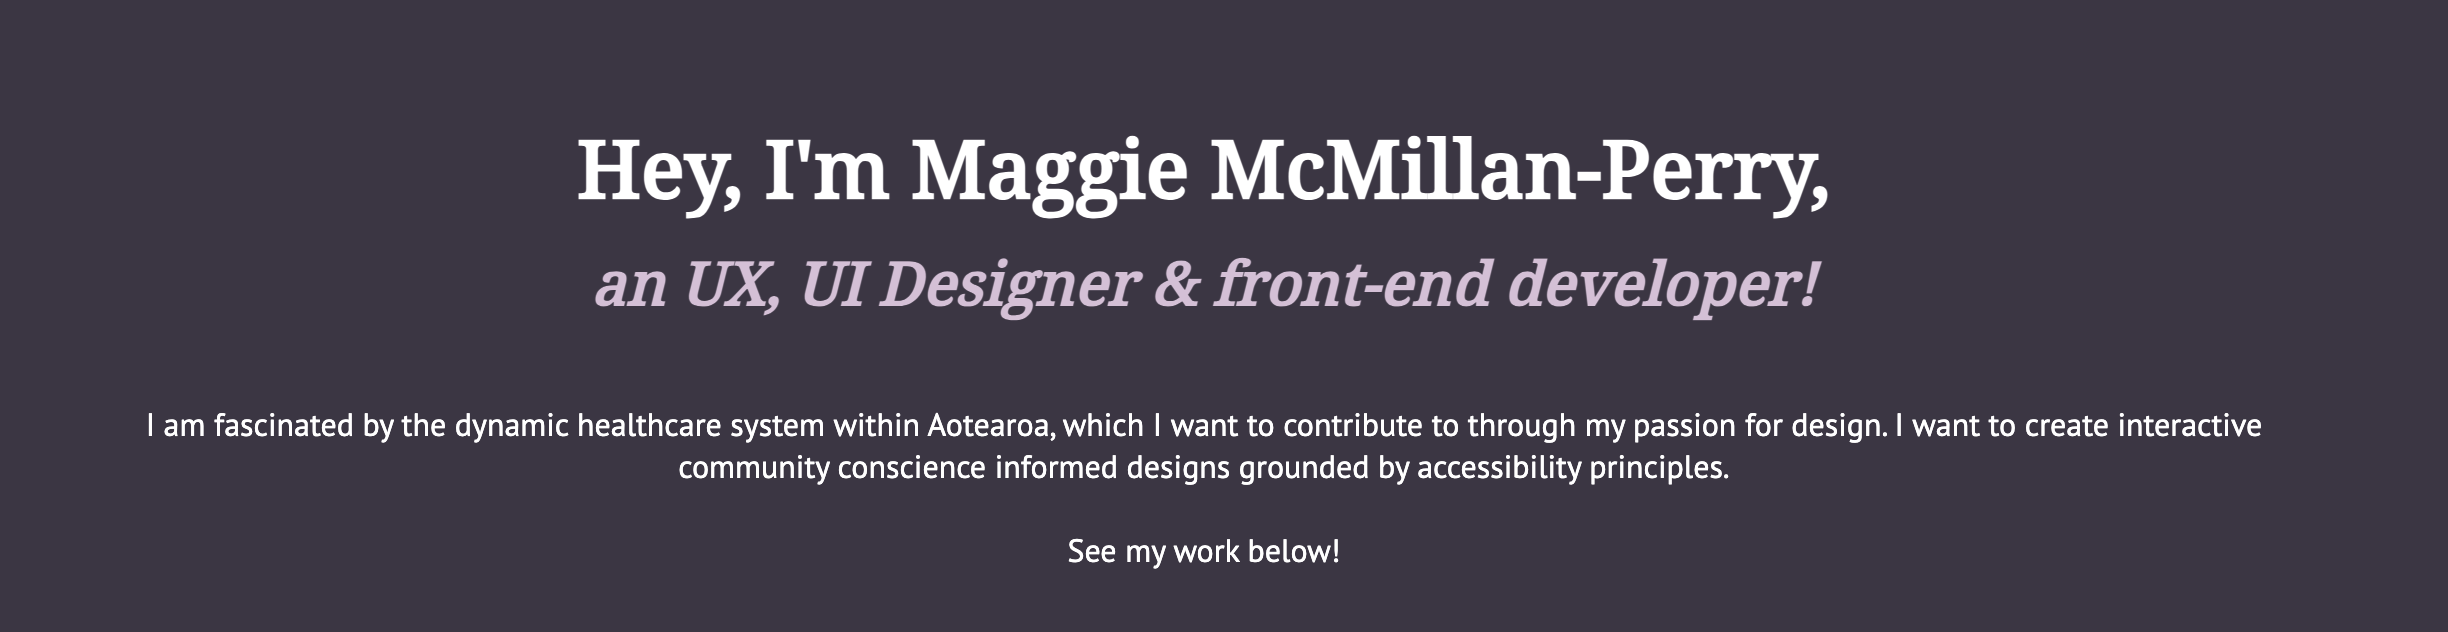 Hey, I'm Maggie McMillan-Perry,
an UX, UI Designer & front-end developer!
I am fascinated by the dynamic healthcare system within Aotearoa, which I want to contribute to through my passion for design. I want to create interactive
community conscience informed designs grounded by accessibility principles.
See my work below!